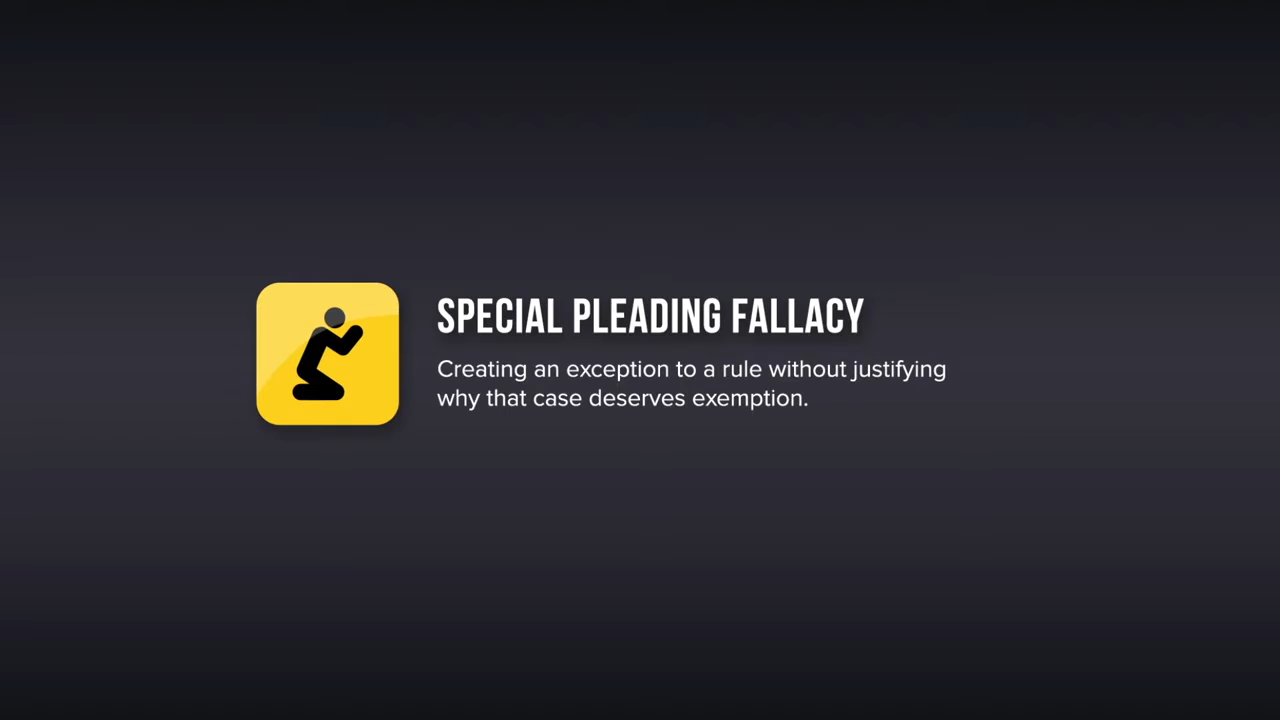 SPECIAL PLEADING FALLACY
Creating an exception to a rule without justifying
why that case deserves exemption.